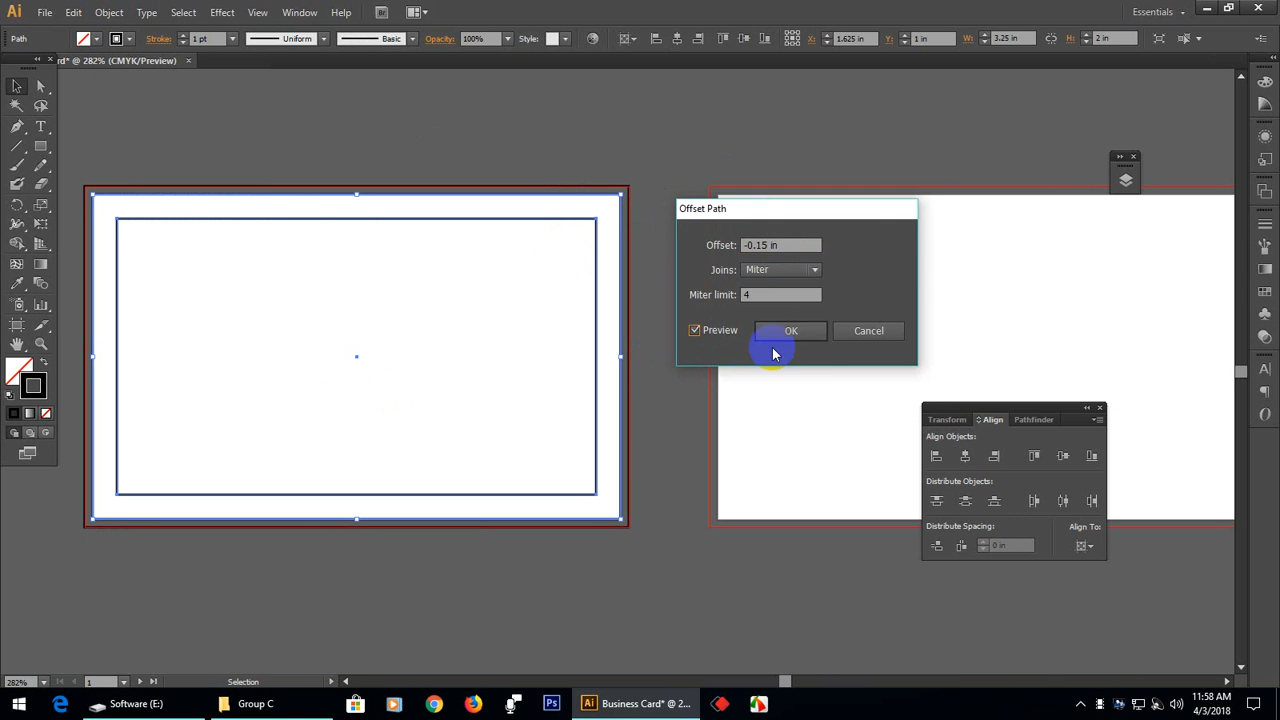 Ai File Edit Object Type Select Effect View Window Help Br Essentials
Path Stroke: 1 pt Uniform Basic Opacity: 100% Style: X: 1.625 in Y: 1 in W: 3.25 in H: 2 in
rd* @ 282% (CMYK/Preview)
Offset Path
Offset: -0.15 in
Joins: Miter
Miter limit: 4
Preview OK Cancel
Transform Align Pathfinder
Align Objects:
Distribute Objects:
Distribute Spacing: Align To:
0 in
282% 1 Selection
Software (E:) Group C Ps Ai Business Card* @ 2... 11:58 AM
4/3/2018